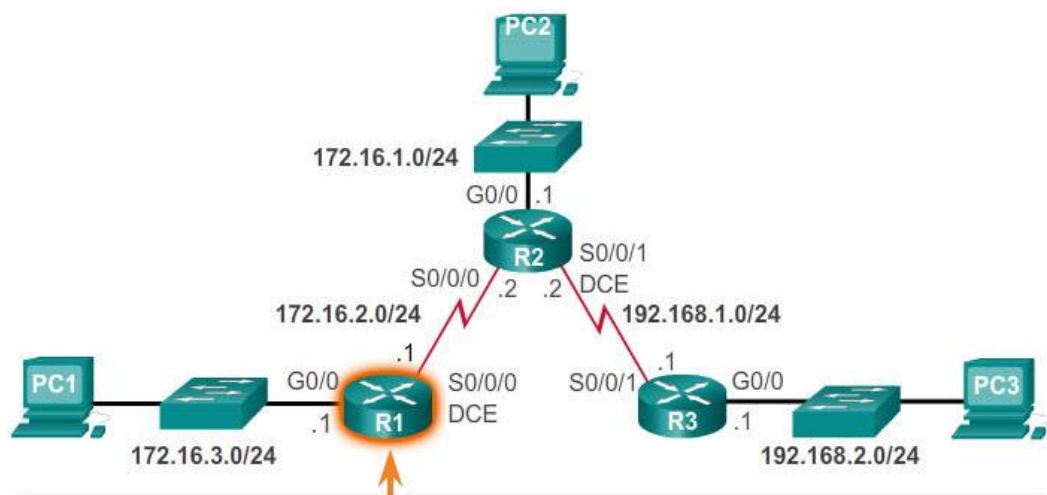 PC2
172.16.1.0/24
G0/0 .1
R2
S0/0/1
S0/0/0
DCE
.2 .2
172.16.2.0/24
192.168.1.0/24
.1
.1
PC1
G0/0
S0/0/0
S0/0/1
G0/0
PC3
DCE
.1
R1
R3
.1
172.16.3.0/24
192.168.2.0/24